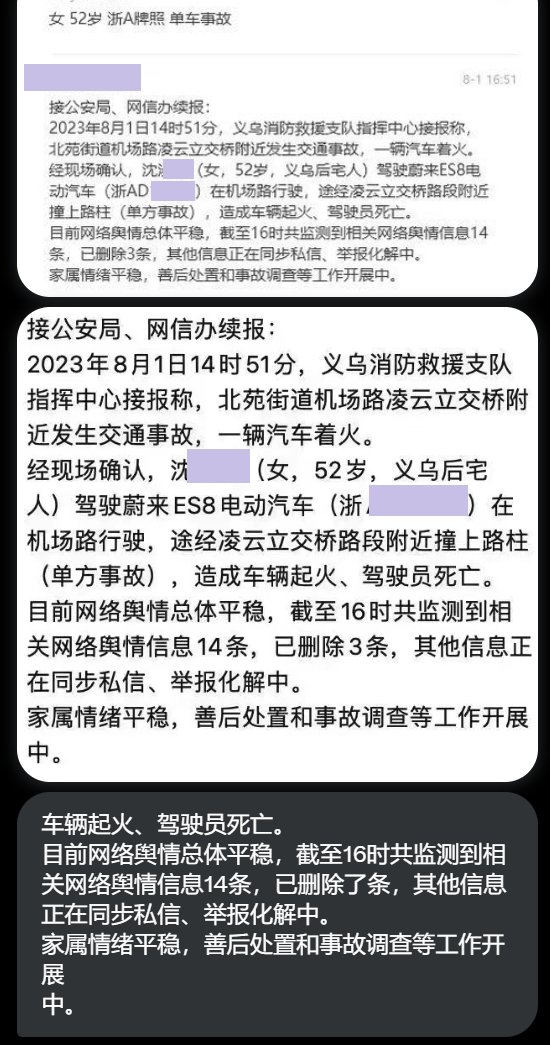 女 52岁 浙A牌照 单车事故
8-1 16:51
接公安局、网信办续报：
2023年8月1日14时51分，义乌消防救援支队指挥中心接报称，
北苑街道机场路凌云立交桥附近发生交通事故，一辆汽车着火。
经现场确认，沈（女，52岁，义乌后宅人）驾驶蔚来ES8电
动汽车（浙AD）在机场路行驶，途经凌云立交桥路段附近
撞上路柱（单方事故），造成车辆起火、驾驶员死亡。
目前网络舆情总体平稳，截至16时共监测到相关网络舆情信息14
条，已删除3条，其他信息正在同步私信、举报化解中。
家属情绪平稳，善后处置和事故调查等工作开展中。
接公安局、网信办续报：
2023年8月1日14时51分，义乌消防救援支队
指挥中心接报称，北苑街道机场路凌云立交桥附
近发生交通事故，一辆汽车着火。
经现场确认，沈（女，52岁，义乌后宅
人）驾驶蔚来ES8电动汽车（浙）在
机场路行驶，途经凌云立交桥路段附近撞上路柱
（单方事故），造成车辆起火、驾驶员死亡。
目前网络舆情总体平稳，截至16时共监测到相
关网络舆情信息14条，已删除3条，其他信息正
在同步私信、举报化解中。
家属情绪平稳，善后处置和事故调查等工作开展
中。
车辆起火、驾驶员死亡。
目前网络舆情总体平稳，截至16时共监测到相
关网络舆情信息14条，已删除了条，其他信息
正在同步私信、举报化解中。
家属情绪平稳，善后处置和事故调查等工作开
展
中。